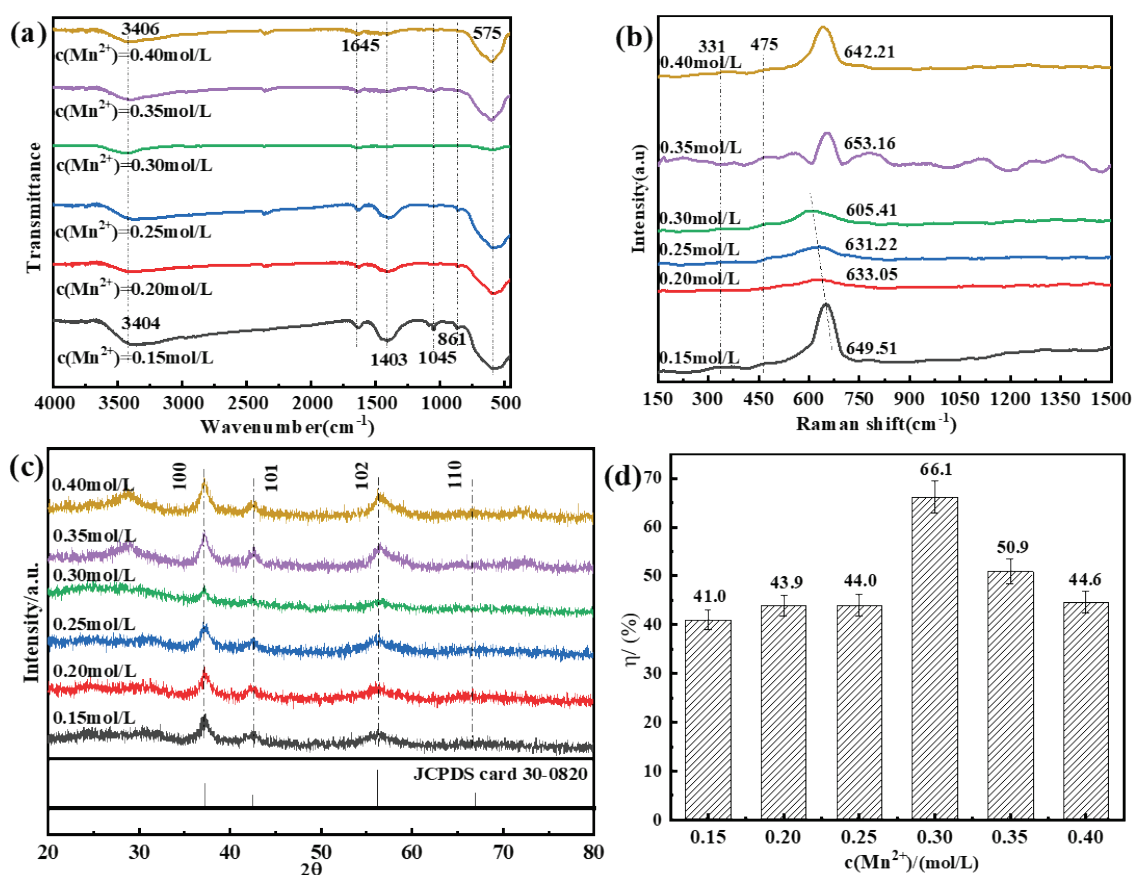 (a)
3406
575
1645
c(Mn²⁺)=0.40mol/L
c(Mn²⁺)=0.35mol/L
c(Mn²⁺)=0.30mol/L
c(Mn²⁺)=0.25mol/L
c(Mn²⁺)=0.20mol/L
3404
861
c(Mn²⁺)=0.15mol/L
1403
1045
Transmittance
4000 3500 3000 2500 2000 1500 1000 500
Wavenumber(cm⁻¹)
(b)
331
475
642.21
0.40mol/L
0.35mol/L
653.16
0.30mol/L
605.41
0.25mol/L
631.22
0.20mol/L
633.05
0.15mol/L
649.51
Intensity(a.u)
150 300 450 600 750 900 1050 1200 1350 1500
Raman shift(cm⁻¹)
(c)
100
101
102
110
0.40mol/L
0.35mol/L
0.30mol/L
0.25mol/L
0.20mol/L
0.15mol/L
JCPDS card 30-0820
Intensity/a.u.
20 30 40 50 60 70 80
2θ
(d)
66.1
50.9
41.0
43.9
44.0
44.6
70
60
50
40
30
20
10
0
η/ (%)
0.15 0.20 0.25 0.30 0.35 0.40
c(Mn²⁺)/(mol/L)